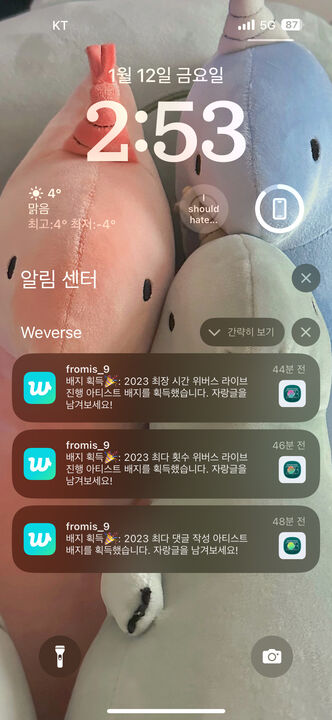 KT
5G 87
1월 12일 금요일
2:53
4°
맑음
최고:4° 최저:-4°
I
should
hate...
알림 센터
Weverse
간략히 보기
fromis_9
44분 전
배지 획득🎉: 2023 최장 시간 위버스 라이브
진행 아티스트 배지를 획득했습니다. 자랑글을
남겨보세요!
fromis_9
46분 전
배지 획득🎉: 2023 최다 횟수 위버스 라이브
진행 아티스트 배지를 획득했습니다. 자랑글을
남겨보세요!
fromis_9
48분 전
배지 획득🎉: 2023 최다 댓글 작성 아티스트
배지를 획득했습니다. 자랑글을 남겨보세요!